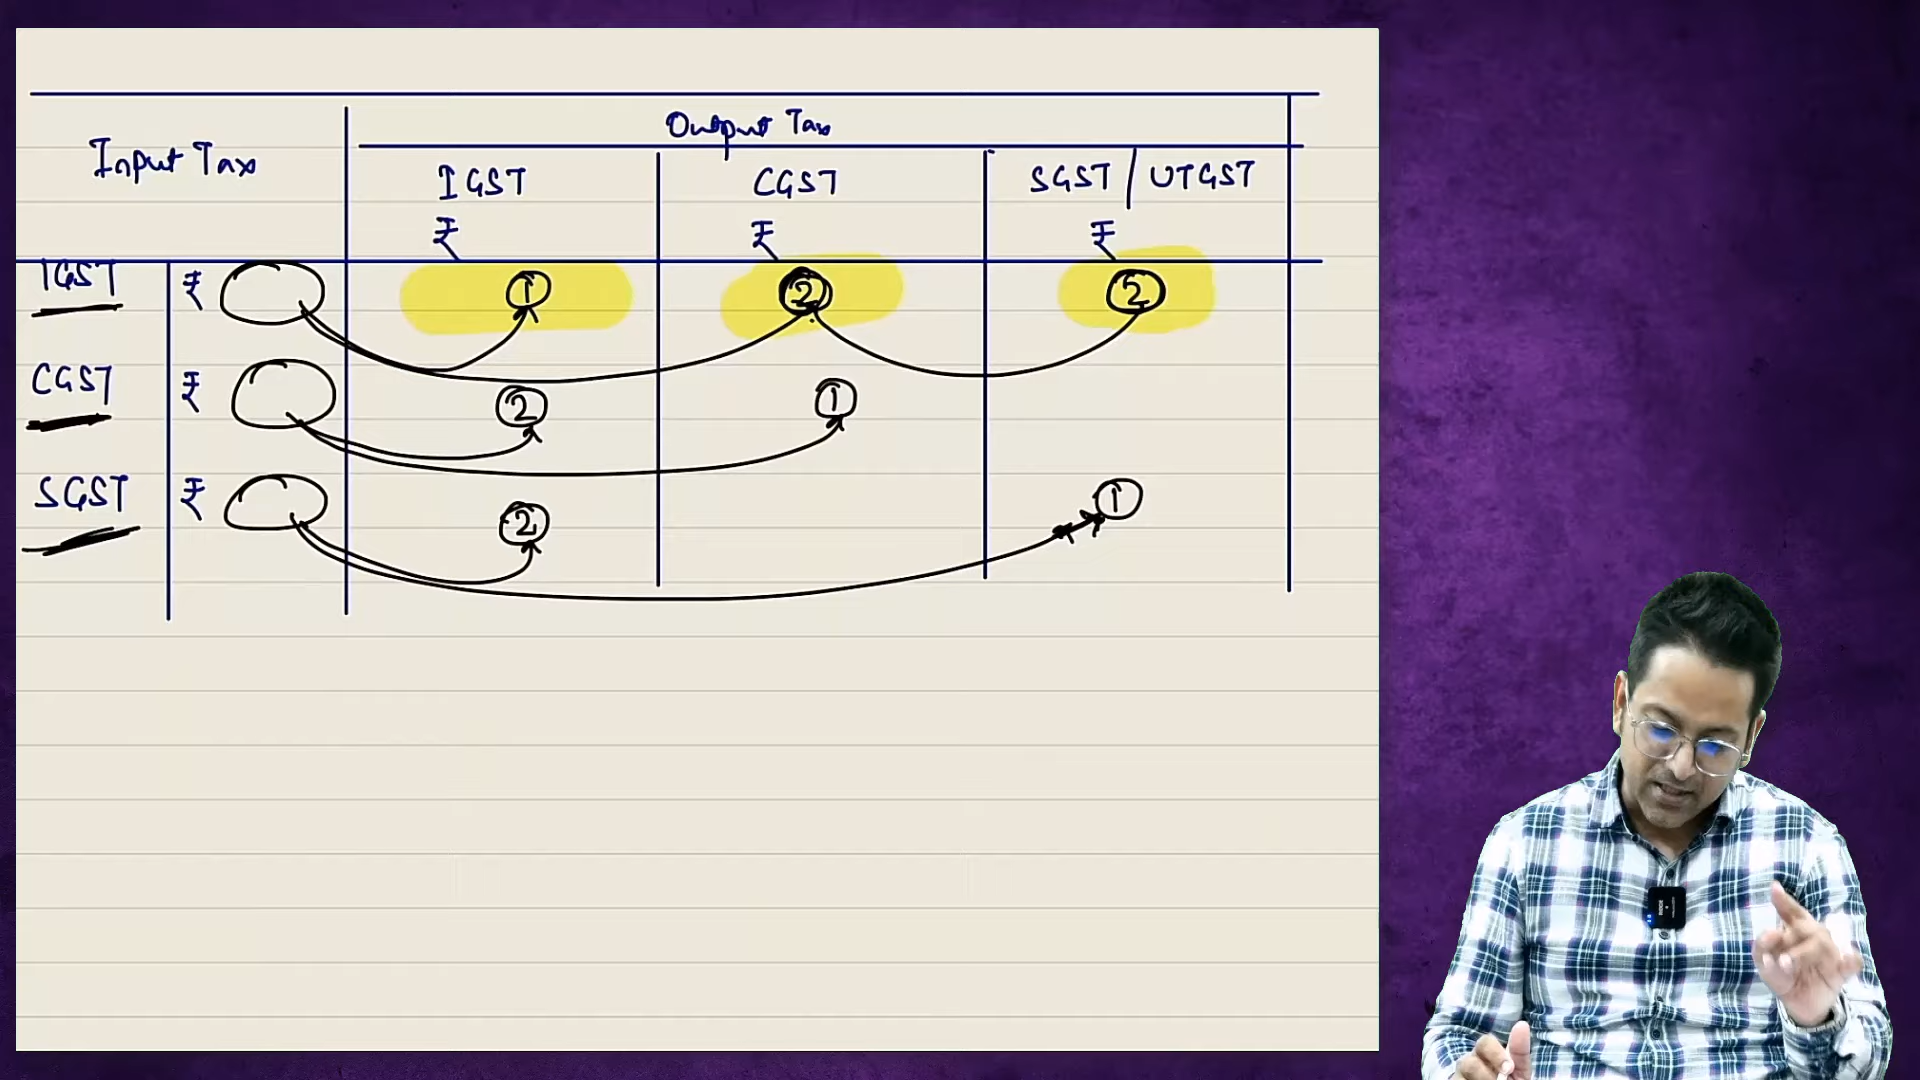 Output Tax
Input Tax
IGST CGST SGST / UTGST
₹ ₹ ₹
IGST ₹ 1 2 2
CGST ₹ 2 1
SGST ₹ 2 1